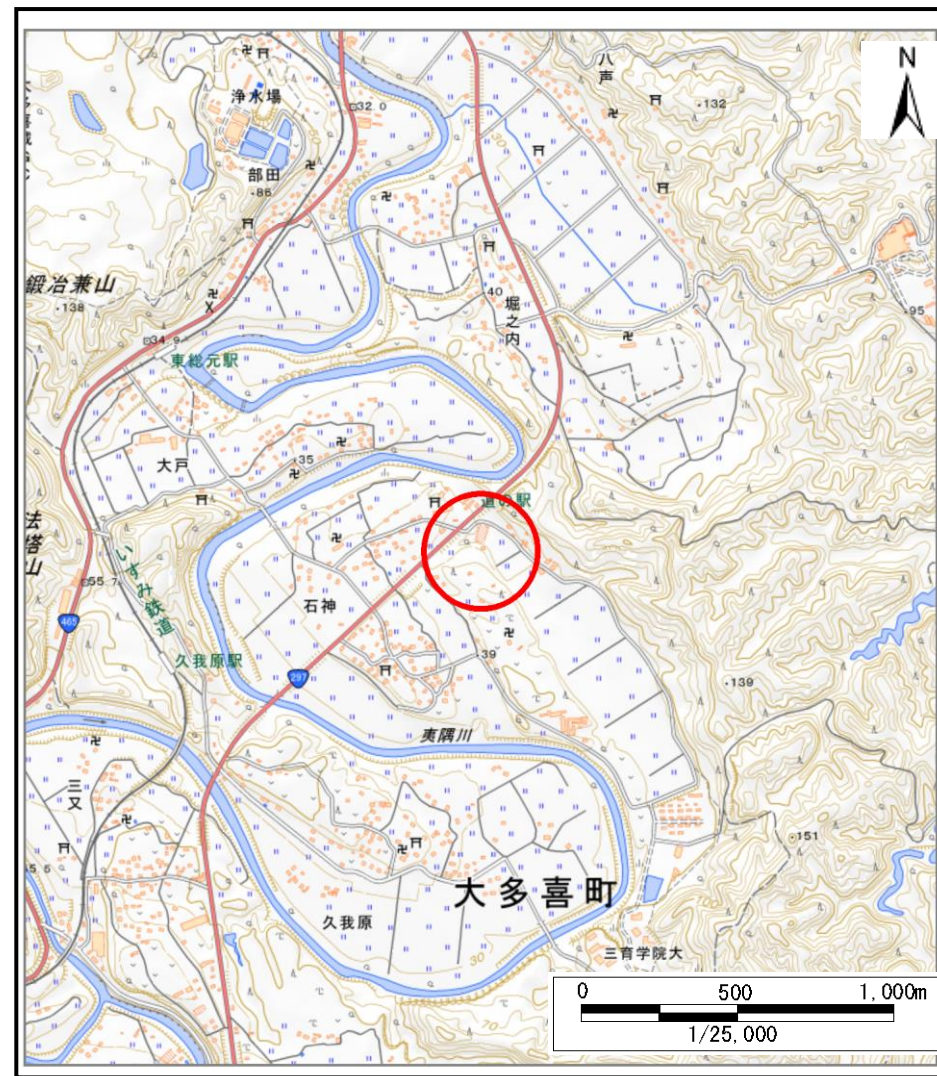 N
八声
浄水場
32.0
132
部田
86
鍛治兼山
138
40
堀之内
95
34.9
東総元駅
大戸
35
道の駅
法塔山
いすみ鉄道
55.7
465
石神
久我原駅
39
297
139
夷隅川
三又
151
大多喜町
久我原
30
三育学院大
70
0 500 1,000m
1/25,000